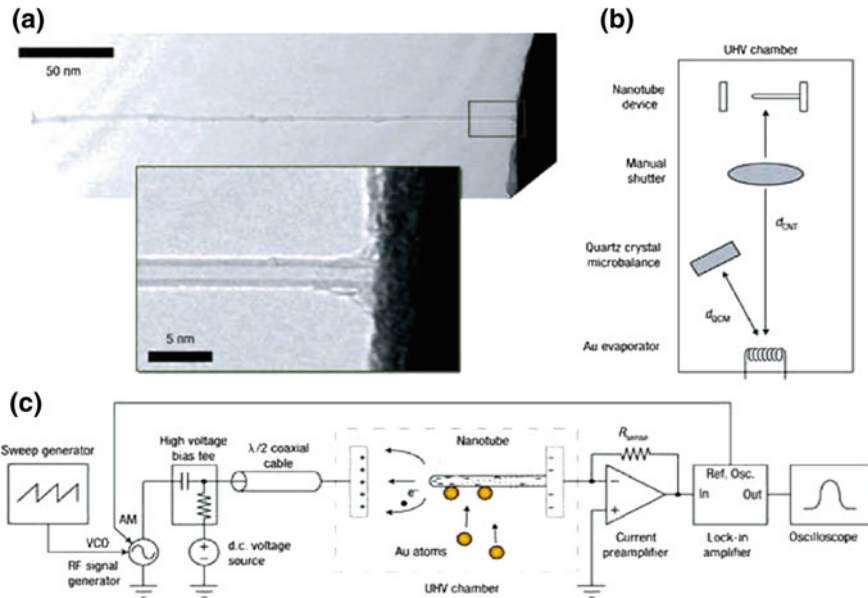 (a)
50 nm
5 nm
(b)
UHV chamber
Nanotube
device
Manual
shutter
d_CNT
Quartz crystal
microbalance
d_QCM
Au evaporator
(c)
Sweep generator
High voltage
bias tee
λ/2 coaxial
cable
Nanotube
R_sense
Ref. Osc.
In
Out
e⁻
AM
VCO
RF signal
generator
d.c. voltage
source
Au atoms
UHV chamber
Current
preamplifier
Lock-in
amplifier
Oscilloscope